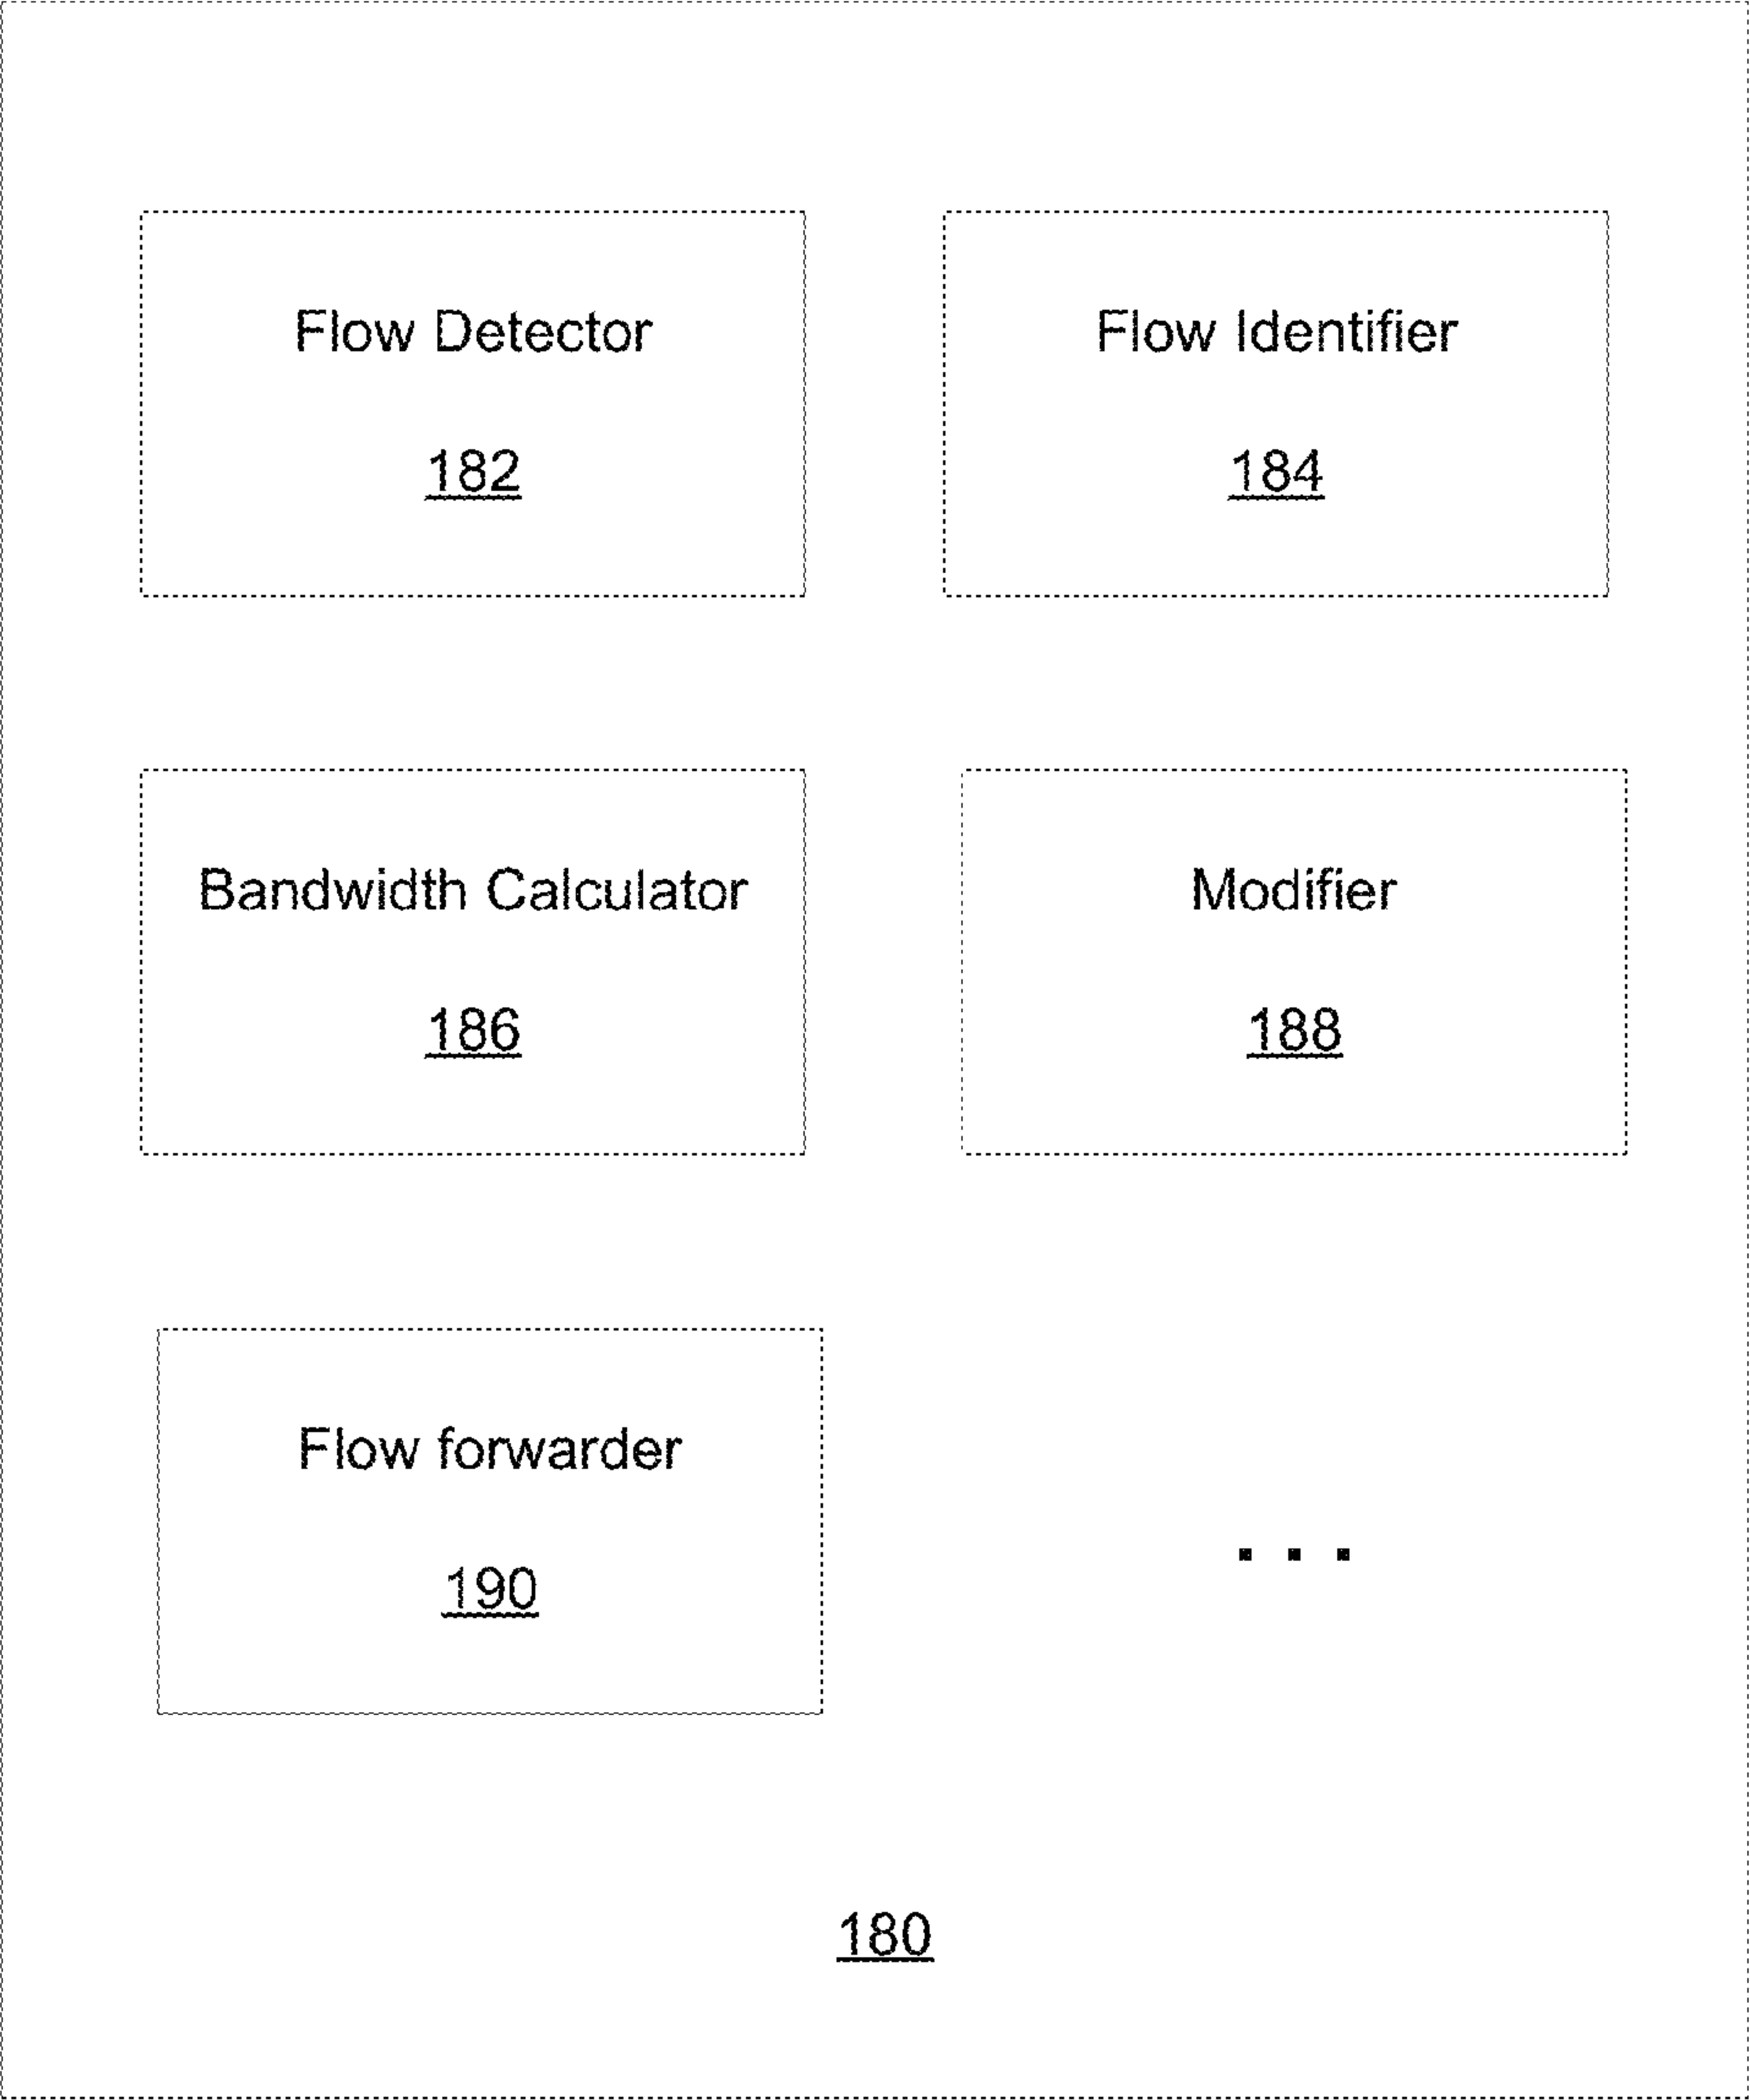 Flow Detector
182
Flow Identifier
184
Bandwidth Calculator
186
Modifier
188
Flow forwarder
190
. . .
180